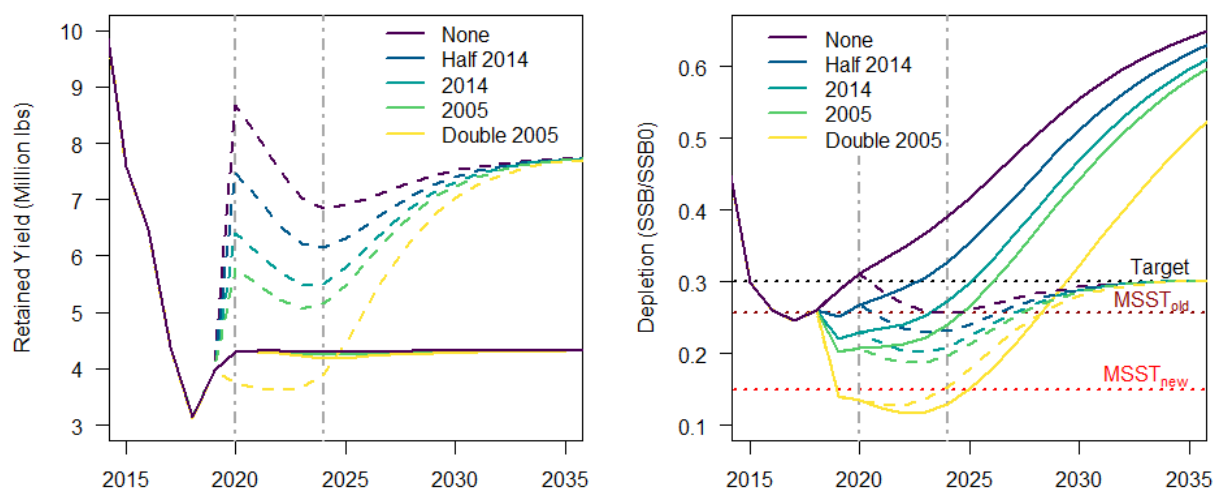 Retained Yield (Million lbs)
10
9
8
7
6
5
4
3
2015
2020
2025
2030
2035
None
Half 2014
2014
2005
Double 2005
Depletion (SSB/SSB0)
0.6
0.5
0.4
0.3
0.2
0.1
2015
2020
2025
2030
2035
None
Half 2014
2014
2005
Double 2005
Target
MSSTold
MSSTnew